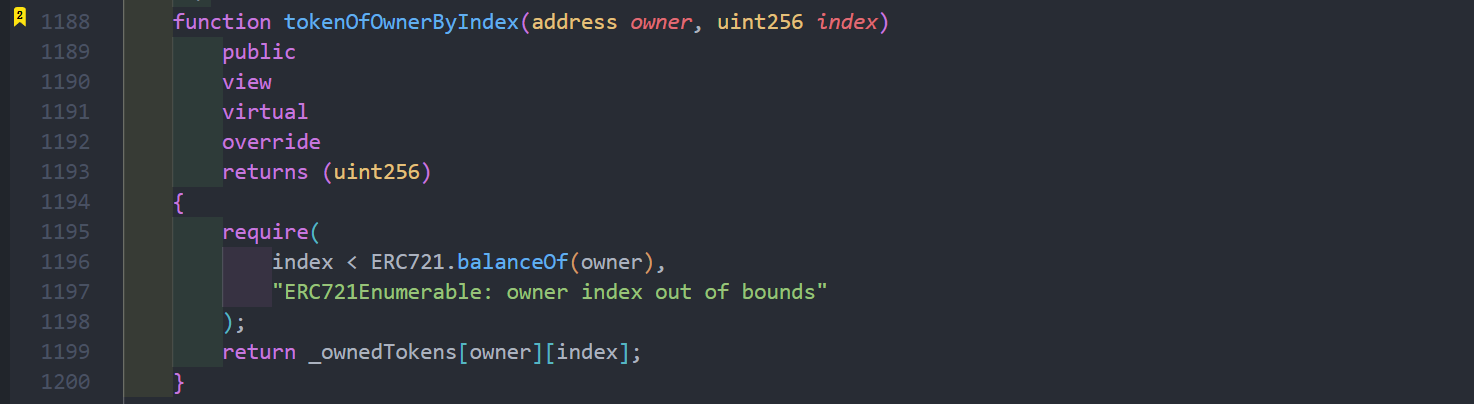 2
1188 function tokenOfOwnerByIndex(address owner, uint256 index)
1189 public
1190 view
1191 virtual
1192 override
1193 returns (uint256)
1194 {
1195 require(
1196 index < ERC721.balanceOf(owner),
1197 "ERC721Enumerable: owner index out of bounds"
1198 );
1199 return _ownedTokens[owner][index];
1200 }